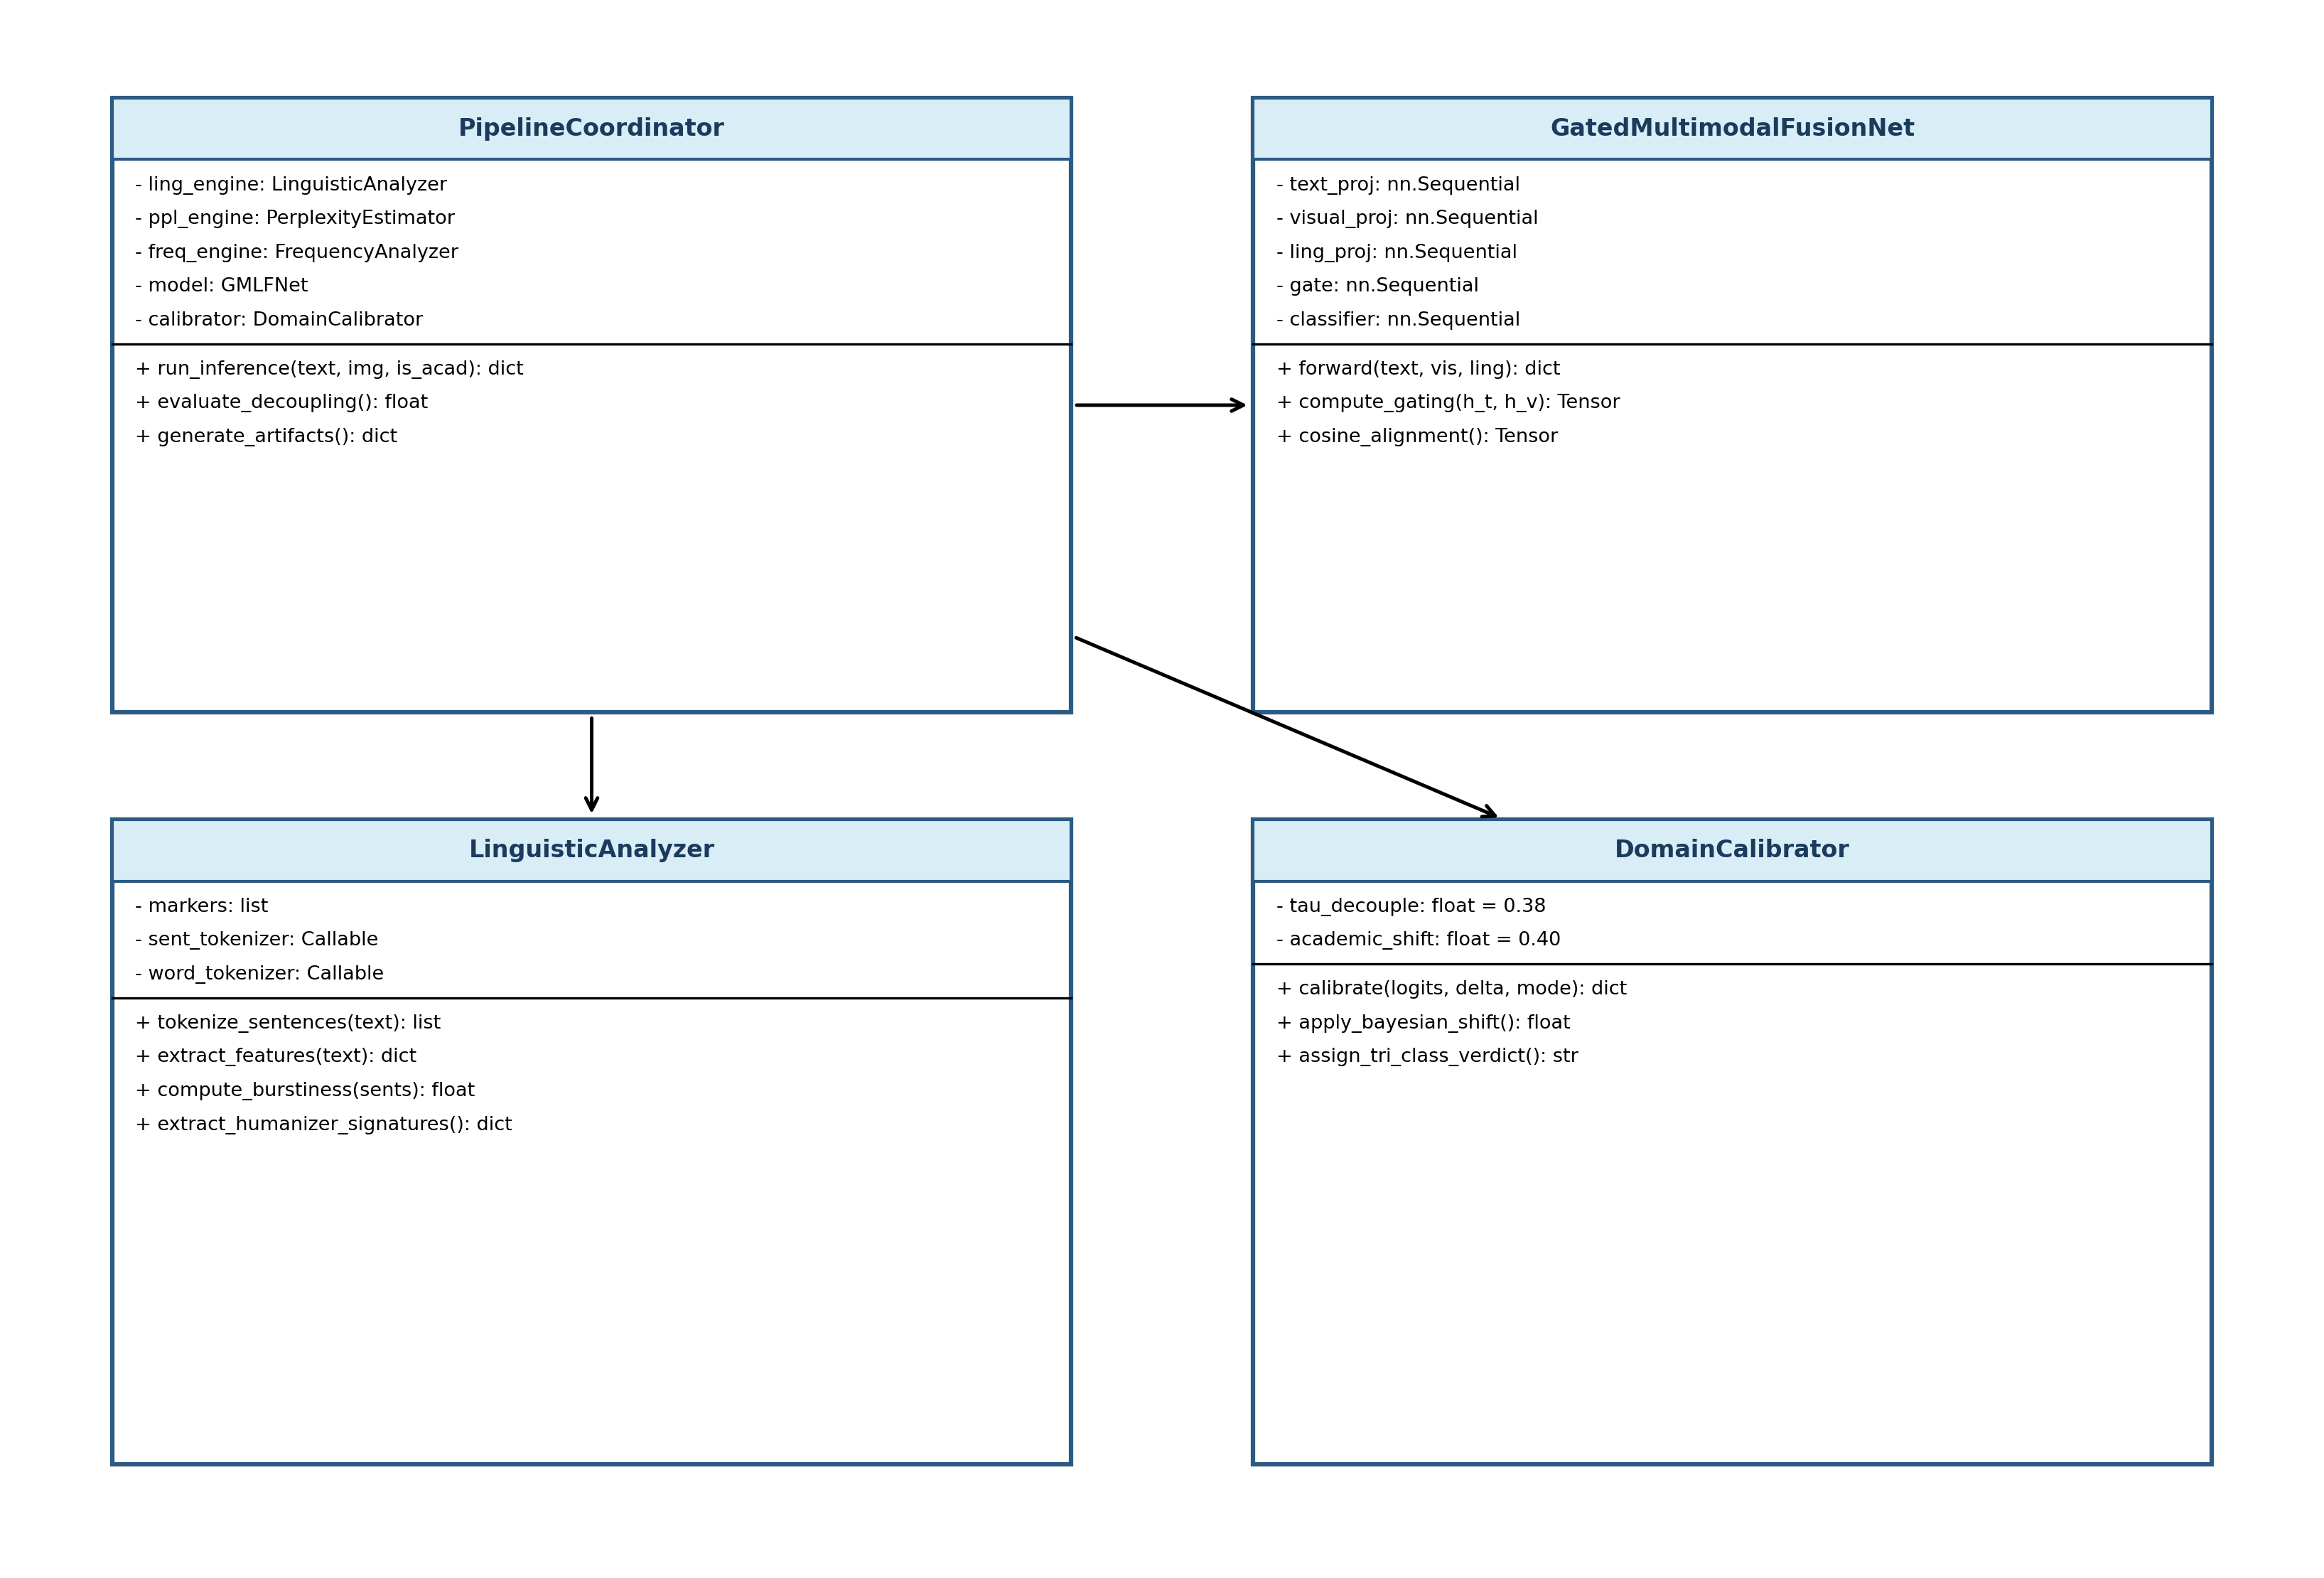 PipelineCoordinator
- ling_engine: LinguisticAnalyzer
- ppl_engine: PerplexityEstimator
- freq_engine: FrequencyAnalyzer
- model: GMLFNet
- calibrator: DomainCalibrator
+ run_inference(text, img, is_acad): dict
+ evaluate_decoupling(): float
+ generate_artifacts(): dict
GatedMultimodalFusionNet
- text_proj: nn.Sequential
- visual_proj: nn.Sequential
- ling_proj: nn.Sequential
- gate: nn.Sequential
- classifier: nn.Sequential
+ forward(text, vis, ling): dict
+ compute_gating(h_t, h_v): Tensor
+ cosine_alignment(): Tensor
LinguisticAnalyzer
- markers: list
- sent_tokenizer: Callable
- word_tokenizer: Callable
+ tokenize_sentences(text): list
+ extract_features(text): dict
+ compute_burstiness(sents): float
+ extract_humanizer_signatures(): dict
DomainCalibrator
- tau_decouple: float = 0.38
- academic_shift: float = 0.40
+ calibrate(logits, delta, mode): dict
+ apply_bayesian_shift(): float
+ assign_tri_class_verdict(): str